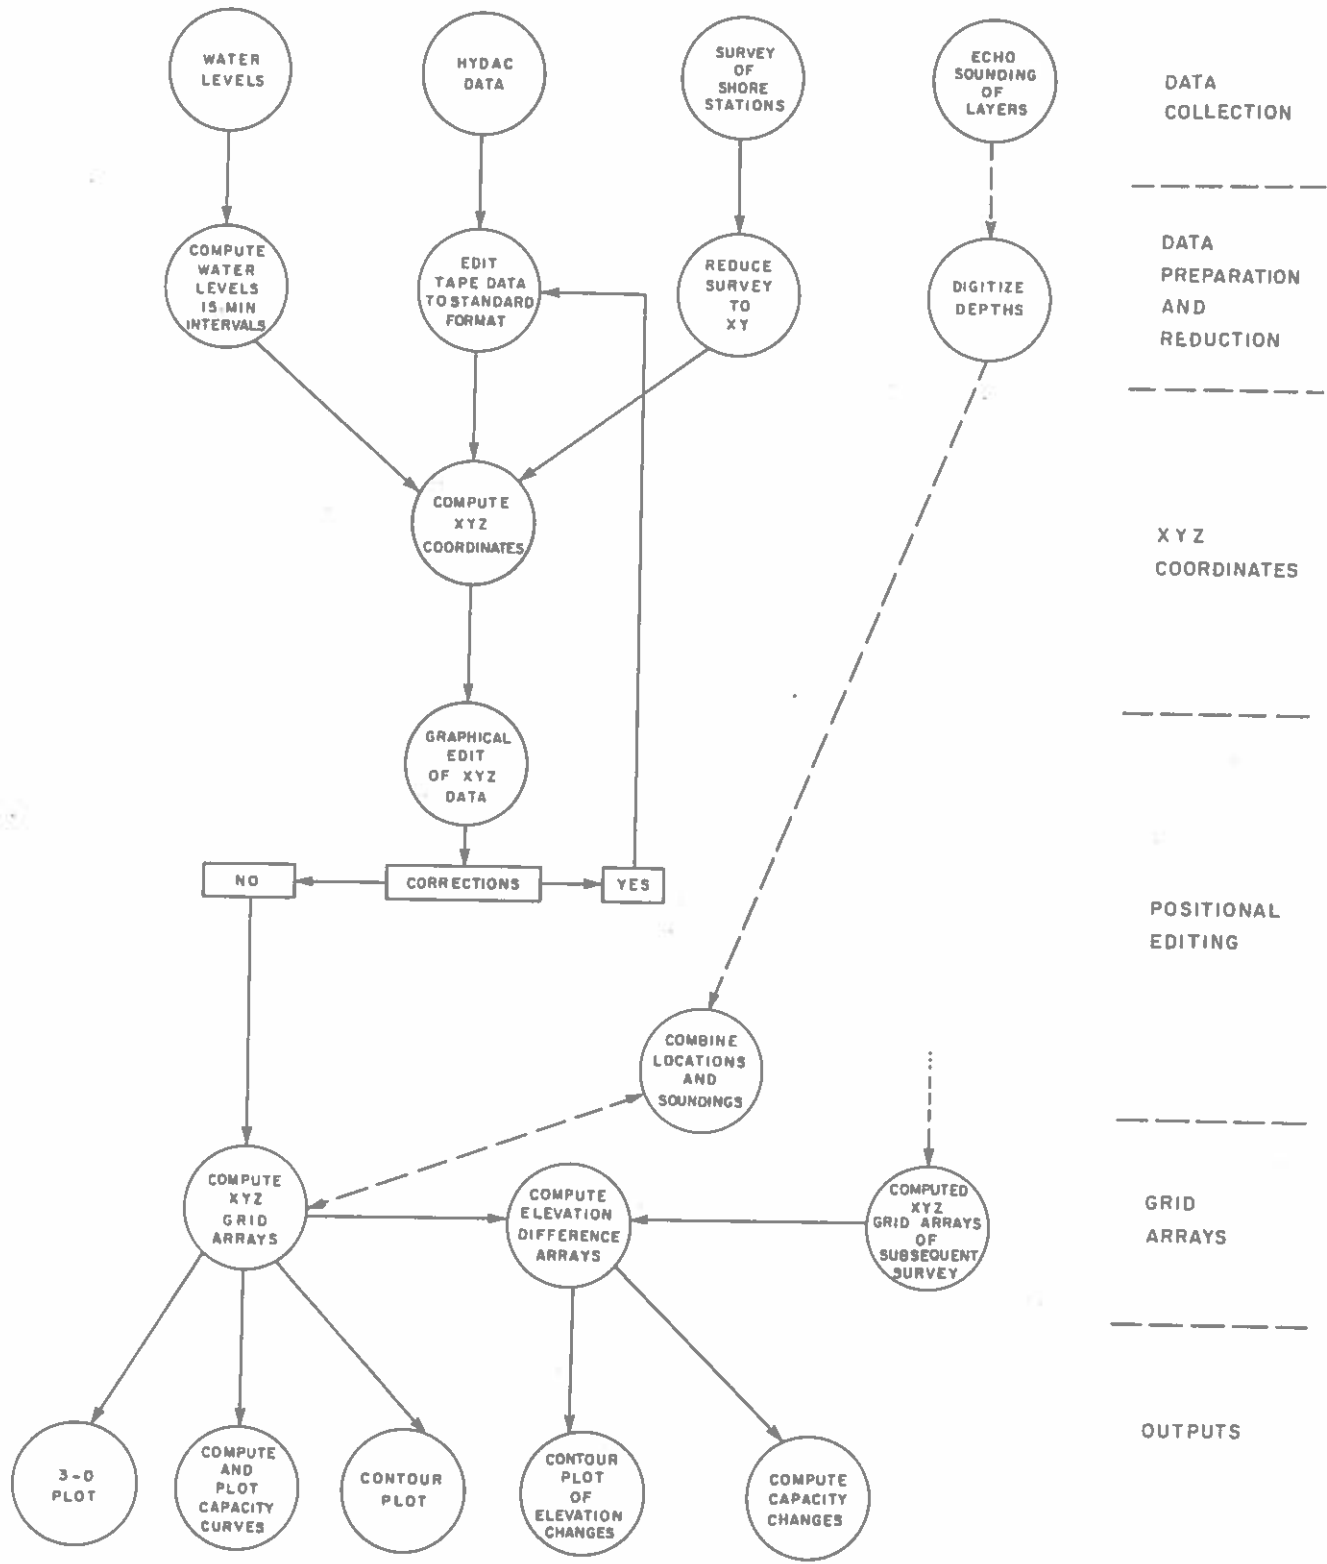 WATER
LEVELS
HYDAC
DATA
SURVEY
OF
SHORE
STATIONS
ECHO
SOUNDING
OF
LAYERS
DATA
COLLECTION
COMPUTE
WATER
LEVELS
15 MIN
INTERVALS
EDIT
TAPE DATA
TO STANDARD
FORMAT
REDUCE
SURVEY
TO
XY
DIGITIZE
DEPTHS
DATA
PREPARATION
AND
REDUCTION
COMPUTE
XYZ
COORDINATES
XYZ
COORDINATES
GRAPHICAL
EDIT
OF XYZ
DATA
NO
CORRECTIONS
YES
POSITIONAL
EDITING
COMBINE
LOCATIONS
AND
SOUNDINGS
COMPUTE
XYZ
GRID
ARRAYS
COMPUTE
ELEVATION
DIFFERENCE
ARRAYS
COMPUTED
XYZ
GRID ARRAYS
OF
SUBSEQUENT
SURVEY
GRID
ARRAYS
3-D
PLOT
COMPUTE
AND
PLOT
CAPACITY
CURVES
CONTOUR
PLOT
CONTOUR
PLOT
OF
ELEVATION
CHANGES
COMPUTE
CAPACITY
CHANGES
OUTPUTS